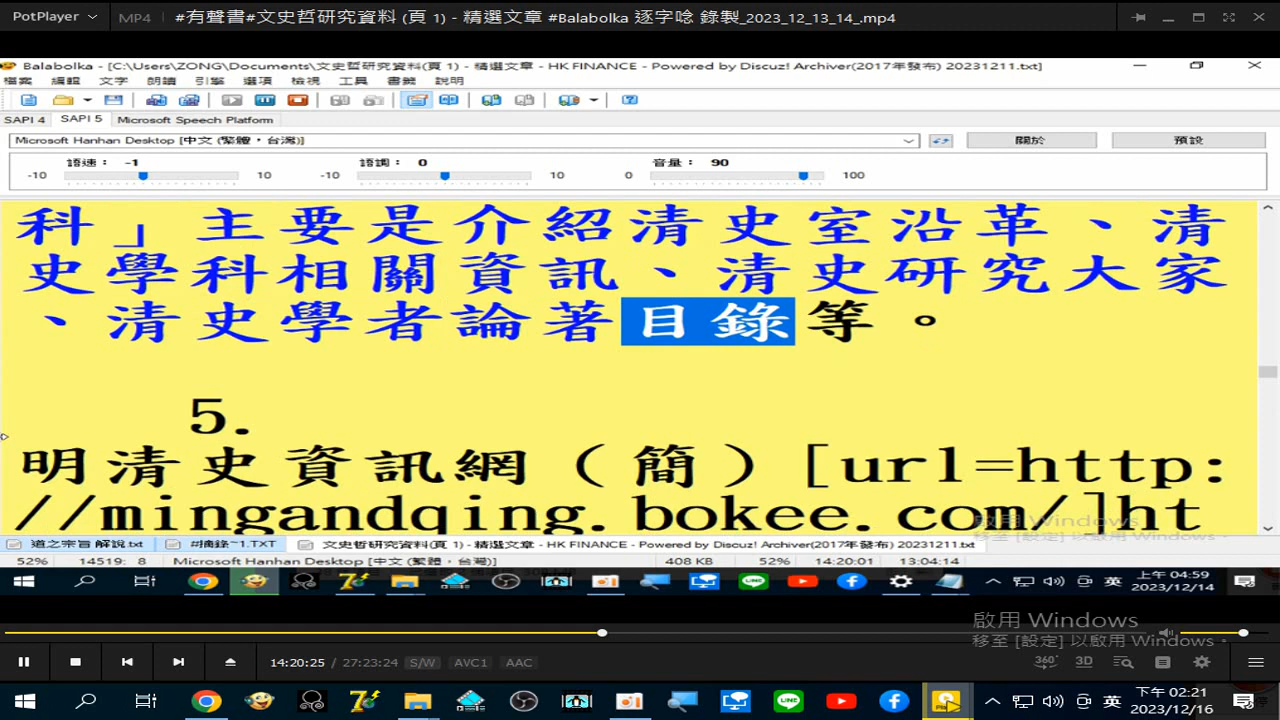 PotPlayer
MP4
#有聲書#文史哲研究資料 (頁 1) - 精選文章 #Balabolka 逐字唸 錄製_2023_12_13_14_.mp4
Balabolka - [C:\Users\ZONG\Documents\文史哲研究資料(頁 1) - 精選文章 - HK FINANCE - Powered by Discuz! Archiver(2017年發布) 20231211.txt]
檔案 編輯 文字 朗讀 引擎 選項 檢視 工具 書籤 說明
SAPI 4 SAPI 5 Microsoft Speech Platform
Microsoft Hanhan Desktop [中文 (繁體，台灣)]
關於
預設
語速： -1 語調： 0 音量： 90
-10 10 -10 10 0 100
科」主要是介紹清史室沿革、清
史學科相關資訊、清史研究大家
、清史學者論著目錄等。
5.
明清史資訊網（簡）[url=http:
//mingandqing.bokee.com/]ht
道之宗旨 解說.txt
#摘錄~1.TXT
文史哲研究資料(頁 1) - 精選文章 - HK FINANCE - Powered by Discuz! Archiver(2017年發布) 20231211.txt
52% 14519: 8 Microsoft Hanhan Desktop [中文 (繁體，台灣)] 408 KB 52% 14:20:01 13:04:14
啟用 Windows
移至 [設定] 以啟用 Windows。
英
上午 04:59
2023/12/14
啟用 Windows
移至 [設定] 以啟用 Windows。
14:20:25 / 27:23:24 S/W AVC1 AAC
360°
3D
英
下午 02:21
2023/12/16